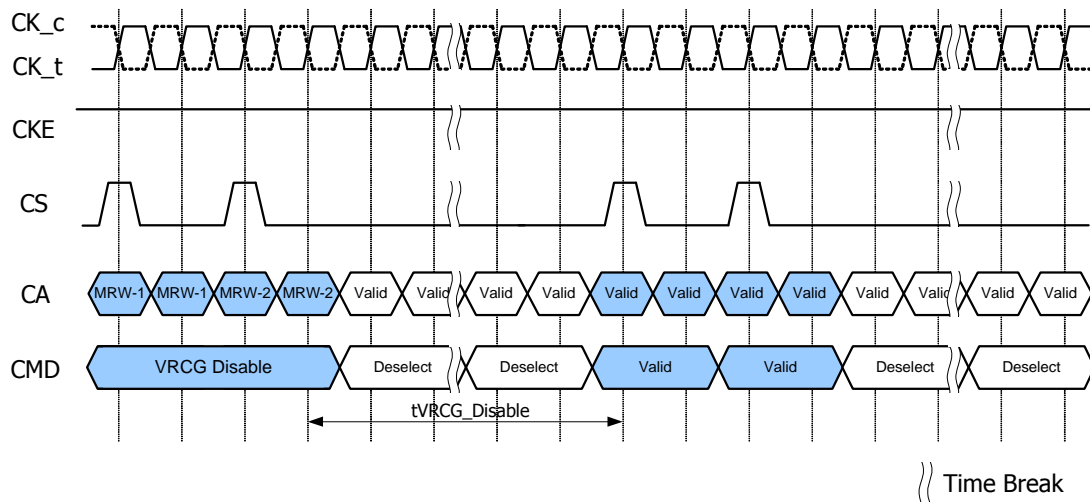 CK_c
CK_t
CKE
CS
CA MRW-1 MRW-1 MRW-2 MRW-2 Valid Valid Valid Valid Valid Valid Valid Valid Valid Valid Valid Valid
CMD VRCG Disable Deselect Deselect Valid Valid Deselect Deselect
tVRCG_Disable
Time Break